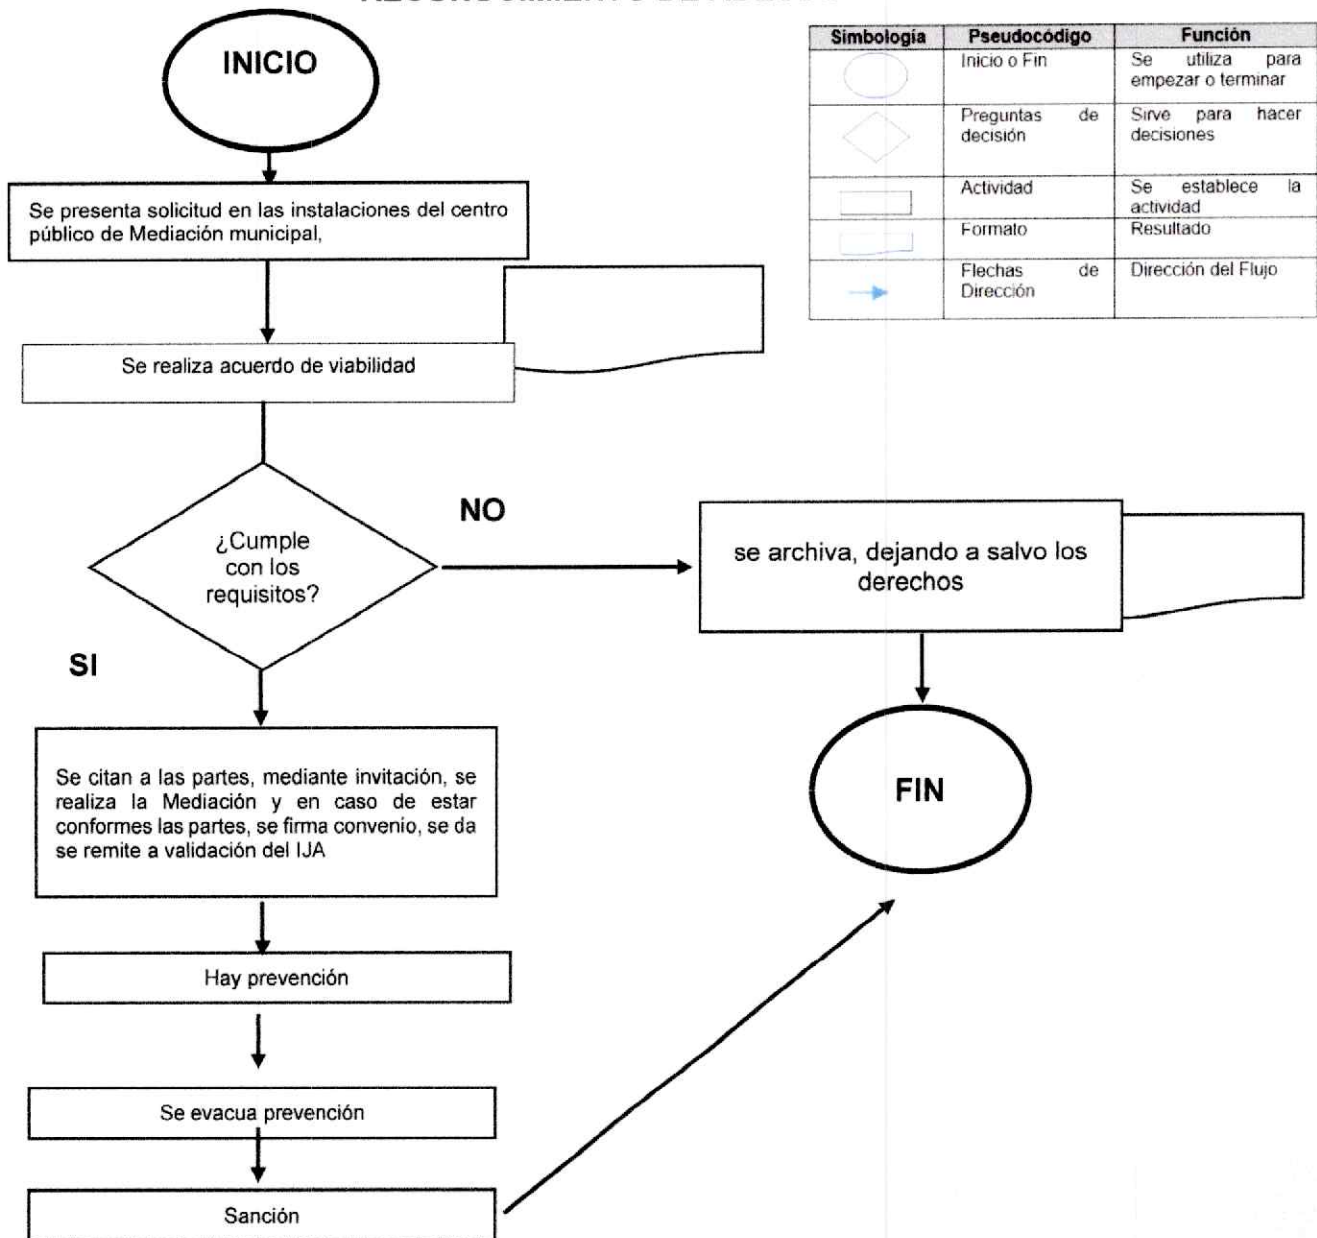 INICIO
Simbología Pseudocódigo Función
Inicio o Fin Se utiliza para
empezar o terminar
Preguntas de Sirve para hacer
decisión decisiones
Actividad Se establece la
actividad
Formato Resultado
Flechas de Dirección del Flujo
Dirección
Se presenta solicitud en las instalaciones del centro
público de Mediación municipal,
Se realiza acuerdo de viabilidad
¿Cumple
con los
requisitos?
NO
se archiva, dejando a salvo los
derechos
SI
Se citan a las partes, mediante invitación, se
realiza la Mediación y en caso de estar
conformes las partes, se firma convenio, se da
se remite a validación del IJA
FIN
Hay prevención
Se evacua prevención
Sanción